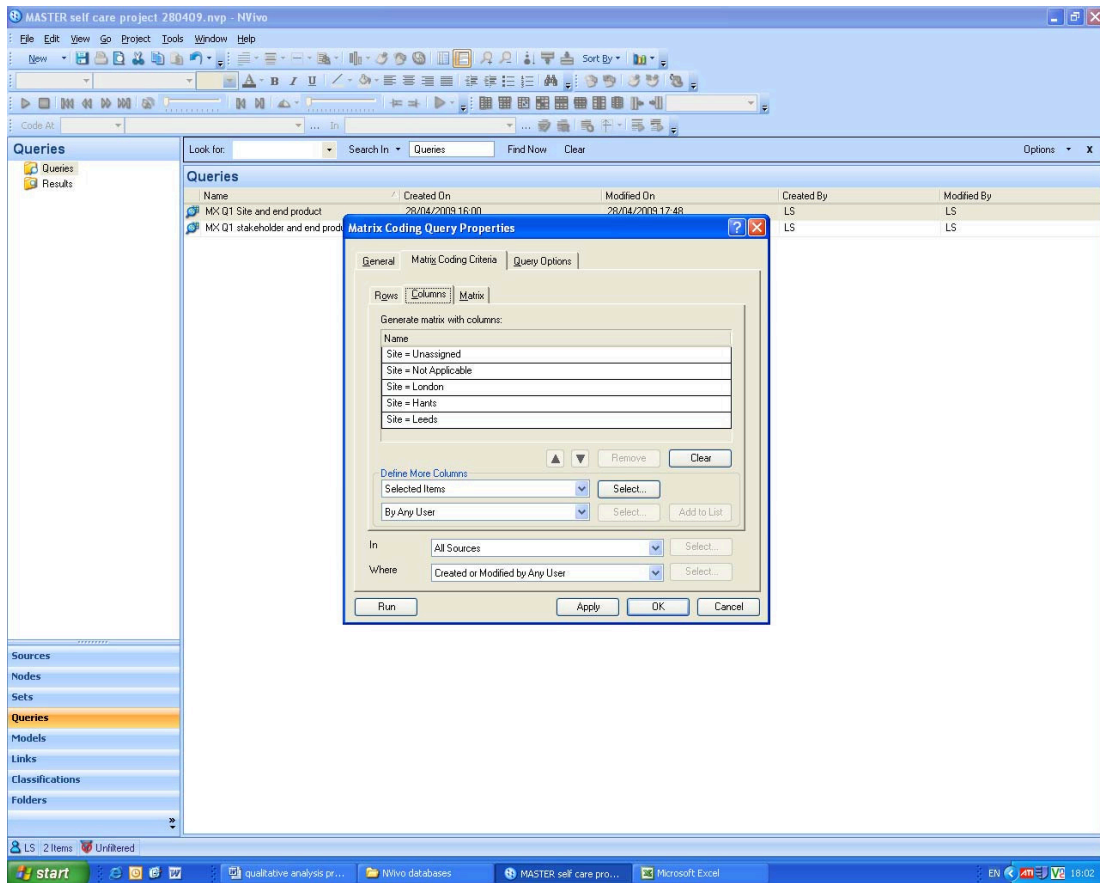 MASTER self care project 280409.nvp - NVivo
File Edit View Go Project Tools Window Help
New Sort By
A B I U
Code At ... In ...
Queries
Queries
Results
Look for: Search In Queries Find Now Clear Options x
Queries
Name / Created On Modified On Created By Modified By
MX Q1 Site and end product 28/04/2009 16:00 28/04/2009 17:48 LS LS
MX Q1 stakeholder and end produ LS LS
Matrix Coding Query Properties
General Matrix Coding Criteria Query Options
Rows Columns Matrix
Generate matrix with columns:
Name
Site = Unassigned
Site = Not Applicable
Site = London
Site = Hants
Site = Leeds
Remove Clear
Define More Columns
Selected Items Select...
By Any User Select... Add to List
In All Sources Select...
Where Created or Modified by Any User Select...
Run Apply OK Cancel
Sources
Nodes
Sets
Queries
Models
Links
Classifications
Folders
LS 2 Items Unfiltered
start qualitative analysis pr... NVivo databases MASTER self care pro... Microsoft Excel EN ATI 18:02